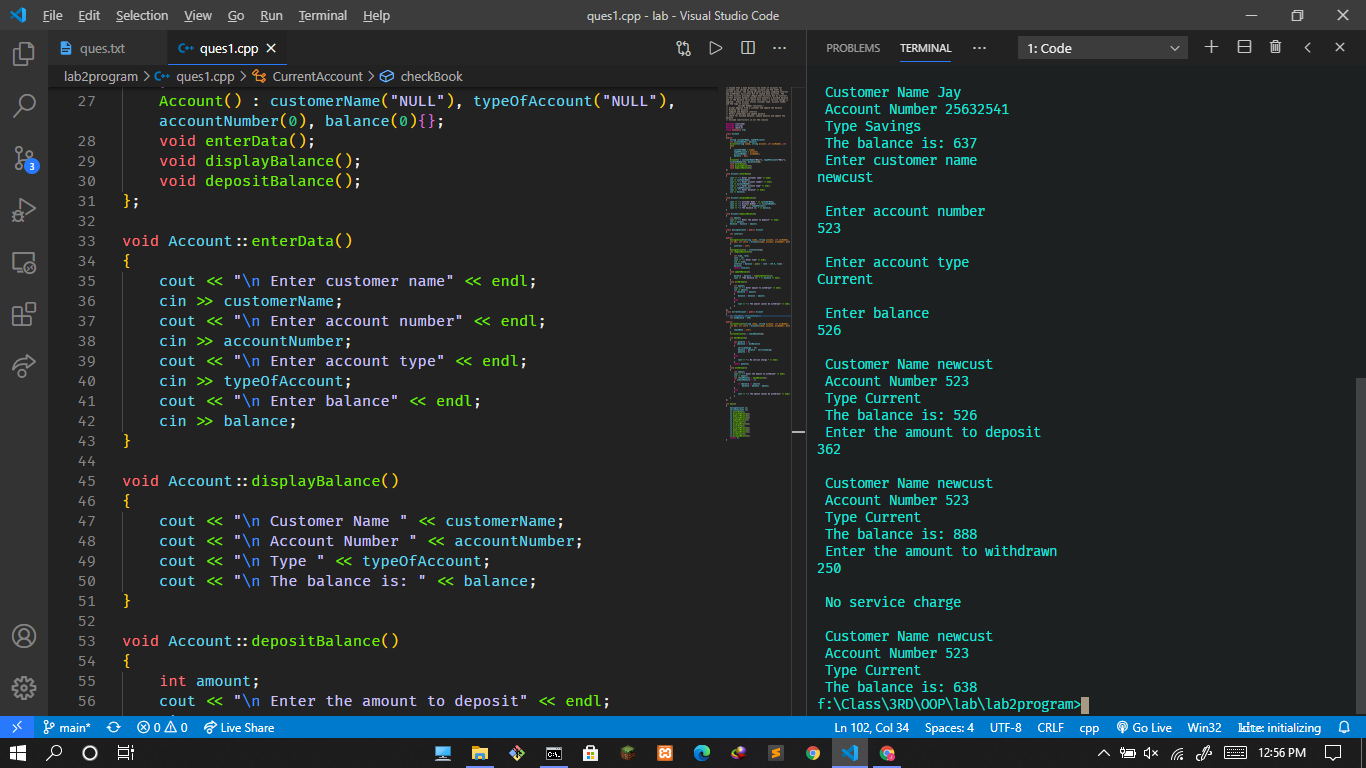 File Edit Selection View Go Run Terminal Help ques1.cpp - lab - Visual Studio Code
ques.txt ques1.cpp
lab2program > ques1.cpp > CurrentAccount > checkBook
27 Account() : customerName("NULL"), typeOfAccount("NULL"),
accountNumber(0), balance(0){};
28 void enterData();
29 void displayBalance();
30 void depositBalance();
31 };
32
33 void Account::enterData()
34 {
35 cout << "\n Enter customer name" << endl;
36 cin >> customerName;
37 cout << "\n Enter account number" << endl;
38 cin >> accountNumber;
39 cout << "\n Enter account type" << endl;
40 cin >> typeOfAccount;
41 cout << "\n Enter balance" << endl;
42 cin >> balance;
43 }
44
45 void Account::displayBalance()
46 {
47 cout << "\n Customer Name " << customerName;
48 cout << "\n Account Number " << accountNumber;
49 cout << "\n Type " << typeOfAccount;
50 cout << "\n The balance is: " << balance;
51 }
52
53 void Account::depositBalance()
54 {
55 int amount;
56 cout << "\n Enter the amount to deposit" << endl;
PROBLEMS TERMINAL ··· 1: Code
Customer Name Jay
Account Number 25632541
Type Savings
The balance is: 637
Enter customer name
newcust
Enter account number
523
Enter account type
Current
Enter balance
526
Customer Name newcust
Account Number 523
Type Current
The balance is: 526
Enter the amount to deposit
362
Customer Name newcust
Account Number 523
Type Current
The balance is: 888
Enter the amount to withdrawn
250
No service charge
Customer Name newcust
Account Number 523
Type Current
The balance is: 638
f:\Class\3RD\OOP\lab\lab2program>
3
main* 0 0 Live Share Ln 102, Col 34 Spaces: 4 UTF-8 CRLF cpp Go Live Win32 kite: initializing
12:56 PM